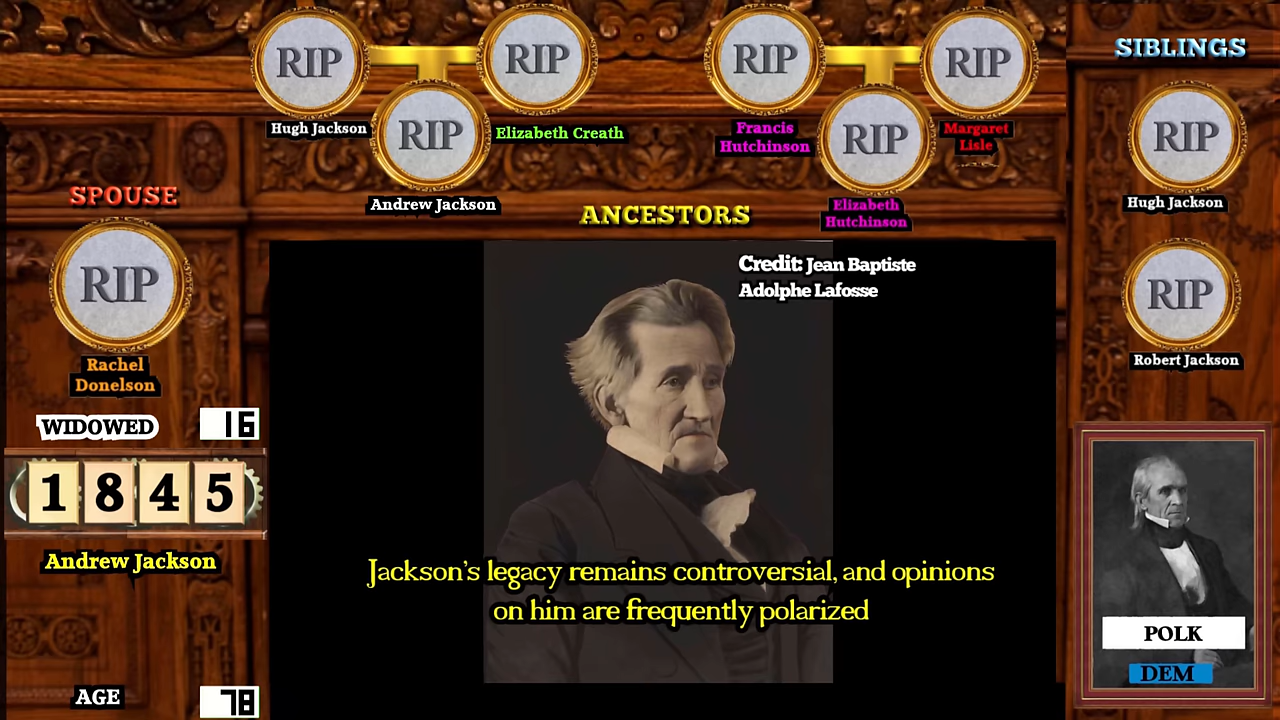 RIP
RIP
RIP
RIP
SIBLINGS
Hugh Jackson
RIP
Elizabeth Creath
Francis
Hutchinson
RIP
Margaret
Lisle
RIP
Andrew Jackson
Elizabeth
Hutchinson
Hugh Jackson
SPOUSE
ANCESTORS
RIP
Credit: Jean Baptiste
Adolphe Lafosse
RIP
Rachel
Donelson
Robert Jackson
WIDOWED 16
1845
Andrew Jackson
Jackson's legacy remains controversial, and opinions
on him are frequently polarized
POLK
DEM
AGE 78